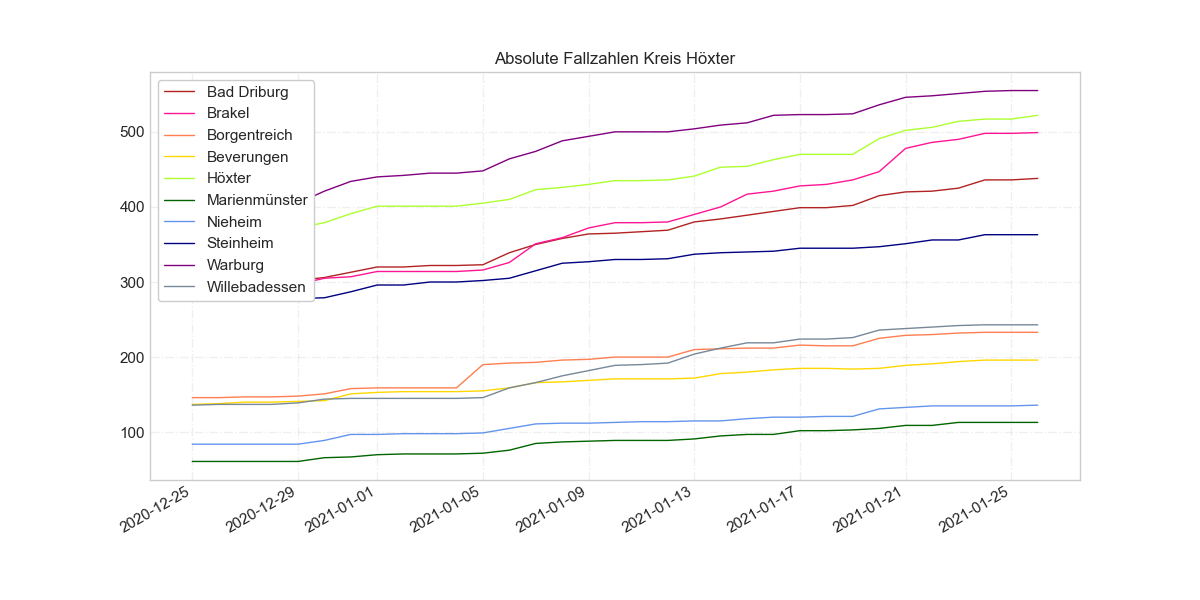 Absolute Fallzahlen Kreis Höxter
Bad Driburg
Brakel
Borgentreich
Beverungen
Höxter
Marienmünster
Nieheim
Steinheim
Warburg
Willebadessen
500
400
300
200
100
2020-12-25
2020-12-29
2021-01-01
2021-01-05
2021-01-09
2021-01-13
2021-01-17
2021-01-21
2021-01-25